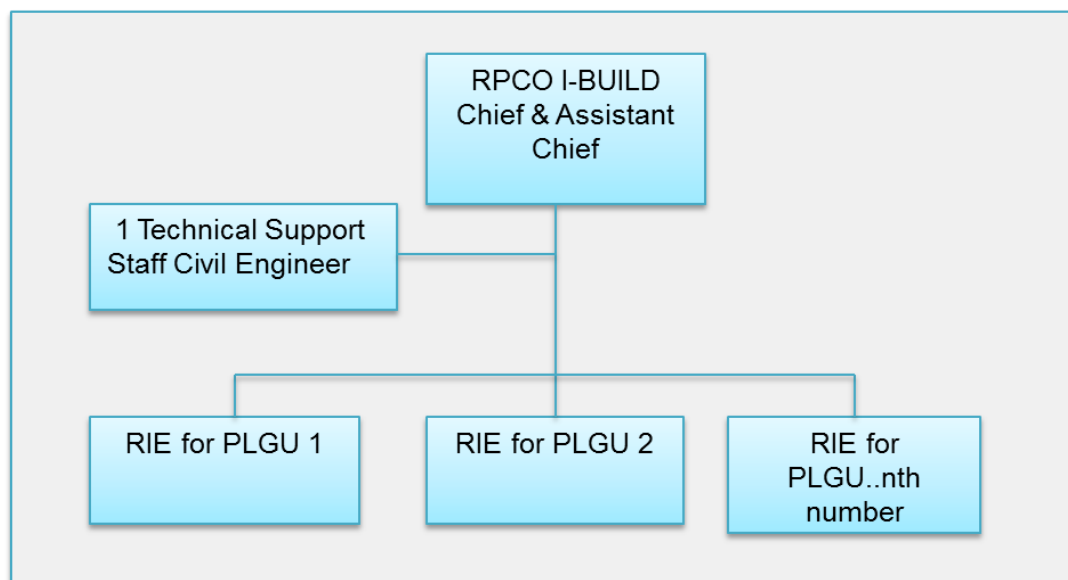 RPCO I-BUILD
Chief & Assistant
Chief
1 Technical Support
Staff Civil Engineer
RIE for PLGU 1
RIE for PLGU 2
RIE for
PLGU..nth
number